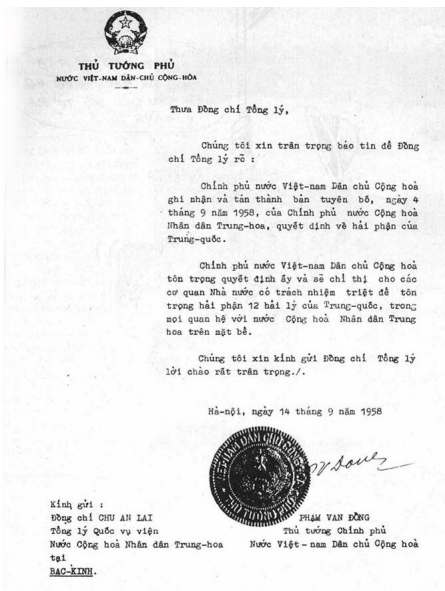 THỦ TƯỚNG PHỦ
NƯỚC VIỆT-NAM DÂN-CHỦ CỘNG-HÒA
Thưa Đồng chí Tổng lý,
Chúng tôi xin trân trọng báo tin để Đồng
chí Tổng lý rõ :
Chính phủ nước Việt-nam Dân chủ Cộng hoà
ghi nhận và tán thành bản tuyên bố, ngày 4
tháng 9 năm 1958, của Chính phủ nước Cộng hoà
Nhân dân Trung-hoa, quyết định về hải phận của
Trung-quốc.
Chính phủ nước Việt-nam Dân chủ Cộng hoà
tôn trọng quyết định ấy và sẽ chỉ thị cho các
cơ quan Nhà nước có trách nhiệm triệt để tôn
trọng hải phận 12 hải lý của Trung-quốc, trong
mọi quan hệ với nước Cộng hoà Nhân dân Trung
hoa trên mặt bể.
Chúng tôi xin kính gửi Đồng chí Tổng lý
lời chào rất trân trọng./.
Hà-nội, ngày 14 tháng 9 năm 1958
Kính gửi :
Đồng chí CHU AN LAI
Tổng lý Quốc vụ viện
Nước Cộng hoà Nhân dân Trung-hoa
tại
BẮC-KINH.
PHẠM VAN ĐỒNG
Thủ tướng Chính phủ
Nước Việt-nam Dân chủ Cộng hoà